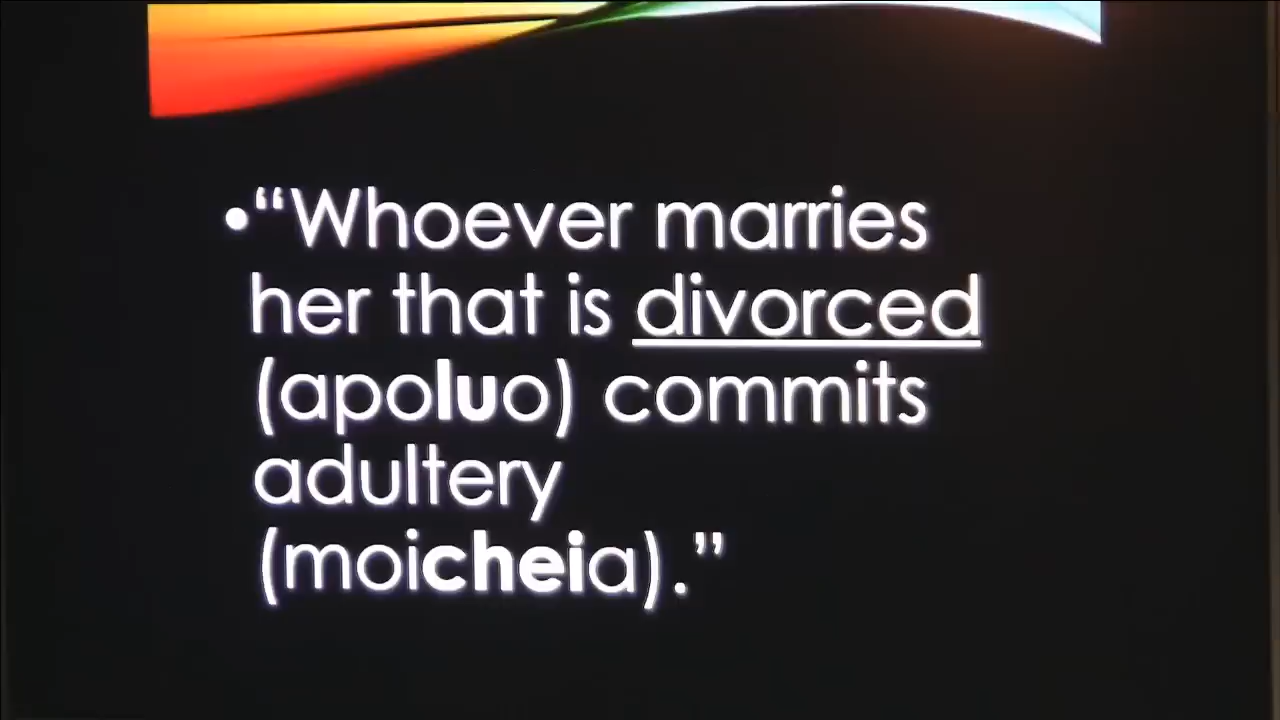 •“Whoever marries
her that is divorced
(apoluo) commits
adultery
(moicheia).”